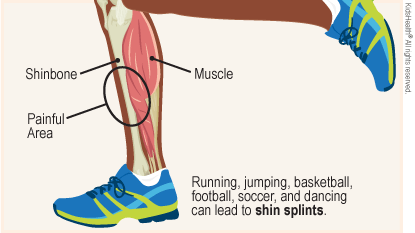 KidsHealth® All rights reserved.
Shinbone
Muscle
Painful
Area
Running, jumping, basketball,
football, soccer, and dancing
can lead to shin splints.